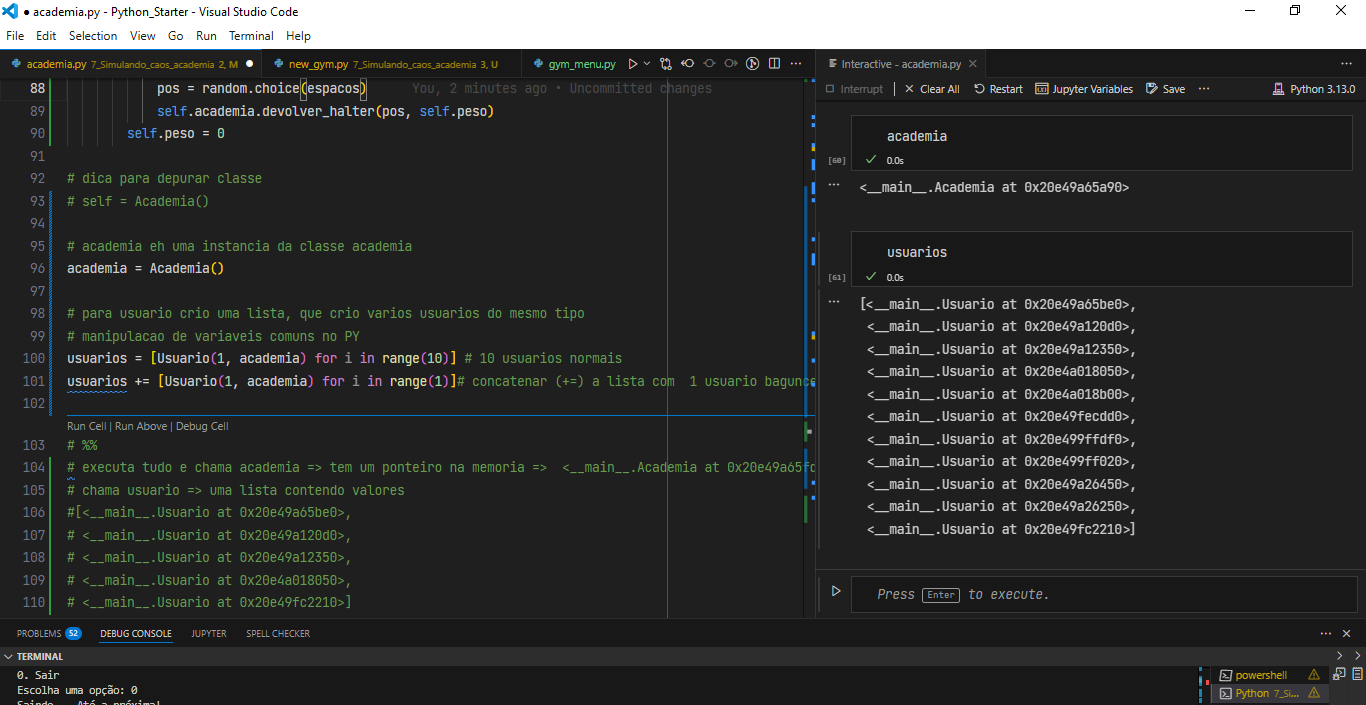 ● academia.py - Python_Starter - Visual Studio Code
File Edit Selection View Go Run Terminal Help
academia.py 7_Simulando_caos_academia 2, M ●
new_gym.py 7_Simulando_caos_academia 3, U
gym_menu.py
88 pos = random.choice(espacos) You, 2 minutes ago • Uncommitted changes
89 self.academia.devolver_halter(pos, self.peso)
90 self.peso = 0
91
92 # dica para depurar classe
93 # self = Academia()
94
95 # academia eh uma instancia da classe academia
96 academia = Academia()
97
98 # para usuario crio uma lista, que crio varios usuarios do mesmo tipo
99 # manipulacao de variaveis comuns no PY
100 usuarios = [Usuario(1, academia) for i in range(10)] # 10 usuarios normais
101 usuarios += [Usuario(1, academia) for i in range(1)]# concatenar (+=) a lista com 1 usuario bagunce
102
Run Cell | Run Above | Debug Cell
103 # %%
104 # executa tudo e chama academia => tem um ponteiro na memoria => <__main__.Academia at 0x20e49a65fd
105 # chama usuario => uma lista contendo valores
106 #[<__main__.Usuario at 0x20e49a65be0>,
107 # <__main__.Usuario at 0x20e49a120d0>,
108 # <__main__.Usuario at 0x20e49a12350>,
109 # <__main__.Usuario at 0x20e4a018050>,
110 # <__main__.Usuario at 0x20e49fc2210>]
Interactive - academia.py
Interrupt | Clear All Restart Jupyter Variables Save ··· Python 3.13.0
academia
[60] ✓ 0.0s
··· <__main__.Academia at 0x20e49a65a90>
usuarios
[61] ✓ 0.0s
··· [<__main__.Usuario at 0x20e49a65be0>,
<__main__.Usuario at 0x20e49a120d0>,
<__main__.Usuario at 0x20e49a12350>,
<__main__.Usuario at 0x20e4a018050>,
<__main__.Usuario at 0x20e4a018b00>,
<__main__.Usuario at 0x20e49fecdd0>,
<__main__.Usuario at 0x20e499ffdf0>,
<__main__.Usuario at 0x20e499ff020>,
<__main__.Usuario at 0x20e49a26450>,
<__main__.Usuario at 0x20e49a26250>,
<__main__.Usuario at 0x20e49fc2210>]
Press Enter to execute.
PROBLEMS 52 DEBUG CONSOLE JUPYTER SPELL CHECKER
TERMINAL
0. Sair
Escolha uma opção: 0
Saindo... Até a próxima!
powershell
Python 7_Si...